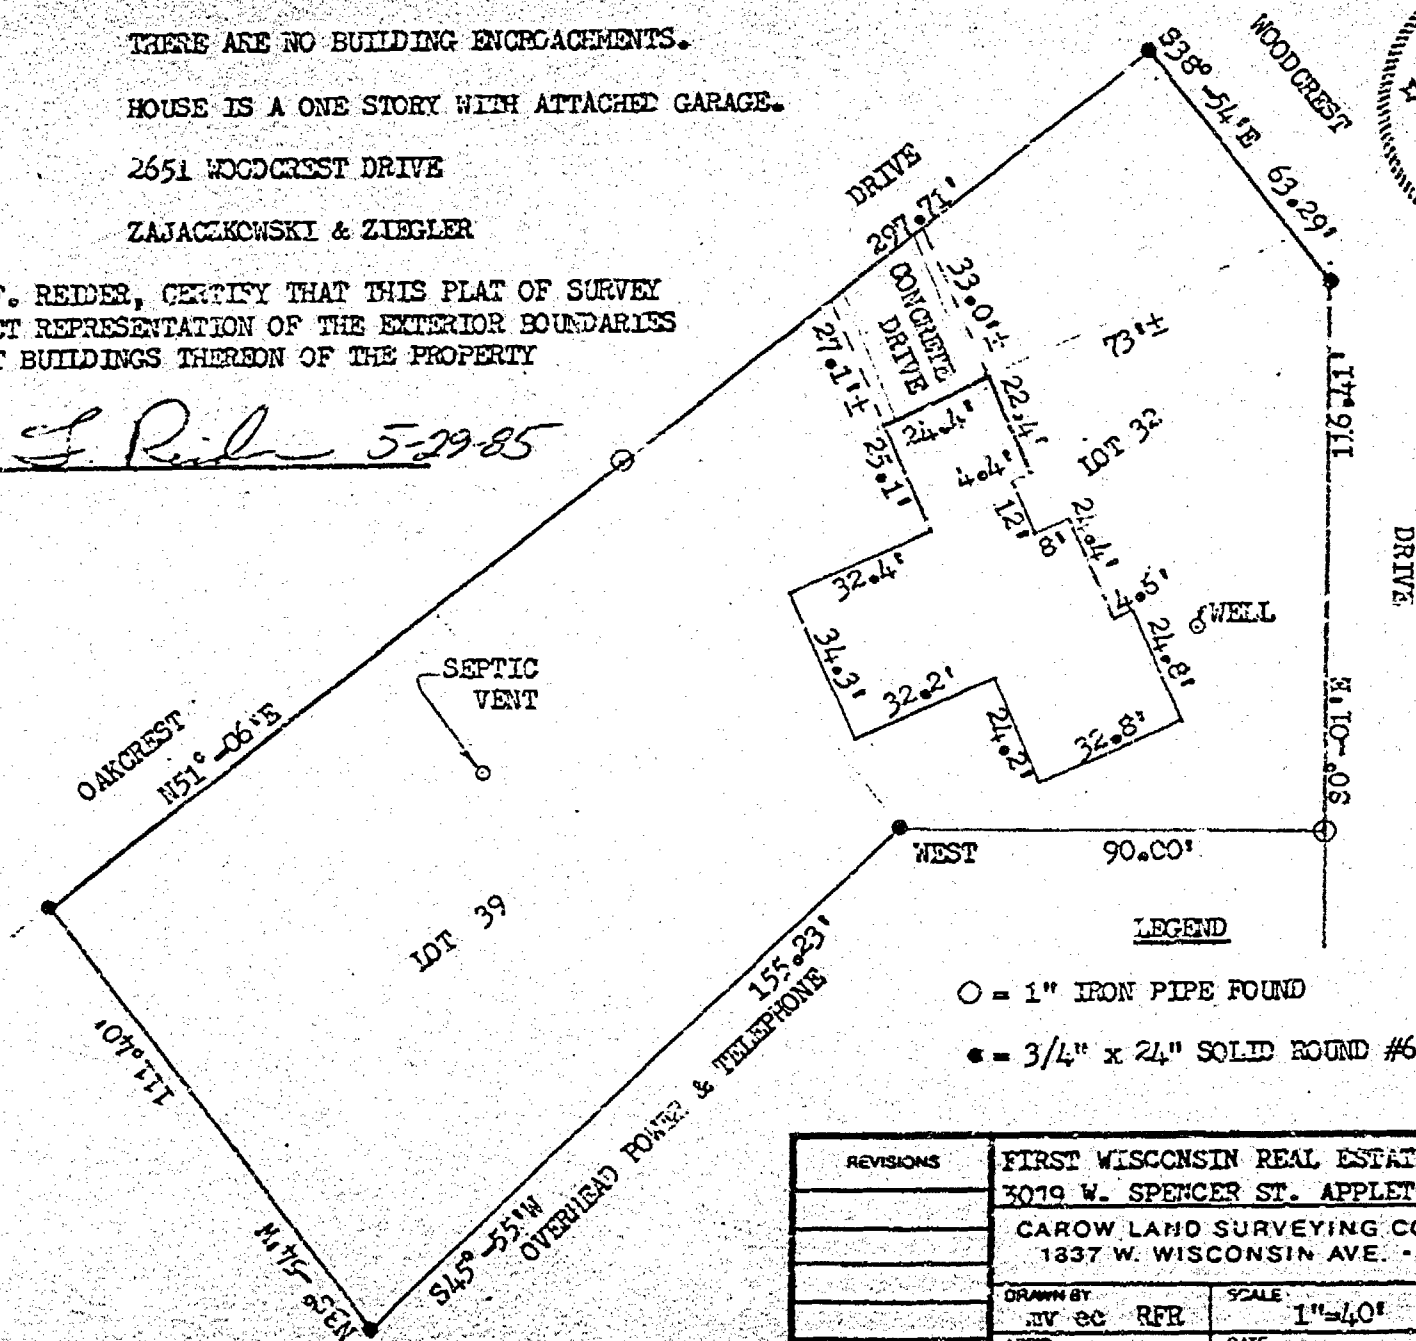 THERE ARE NO BUILDING ENCROACHMENTS.
HOUSE IS A ONE STORY WITH ATTACHED GARAGE.
2651 WOODCREST DRIVE
ZAJACZKOWSKI & ZIEGLER
F. REIDER, CERTIFY THAT THIS PLAT OF SURVEY
CT REPRESENTATION OF THE EXTERIOR BOUNDARIES
T BUILDINGS THEREON OF THE PROPERTY
F. Reider 5-29-85
WOODCREST
S38°-54'E 63.29'
DRIVE
297.71'
CONCRETE
DRIVE
33.0'±
27.1'±
73'±
116.41'
24.4'
22.4'
25.1'
4.4'
LOT 32
12'
8'
24.4'
4.5'
DRIVE
32.4'
WELL
24.8'
34.3'
32.2'
SEPTIC
VENT
24.2'
32.8'
S0°-01'E
OAKCREST
N51°-06'E
WEST 90.00'
LOT 39
155.23'
LEGEND
= 1" IRON PIPE FOUND
= 3/4" x 24" SOLID ROUND #6
111.40'
OVERHEAD POWER & TELEPHONE
S45°-55'W
-54'W
REVISIONS
FIRST WISCONSIN REAL ESTAT
3019 W. SPENCER ST. APPLET
CAROW LAND SURVEYING CO
1837 W. WISCONSIN AVE. •
DRAWN BY
ec RFR
SCALE
1"=40'